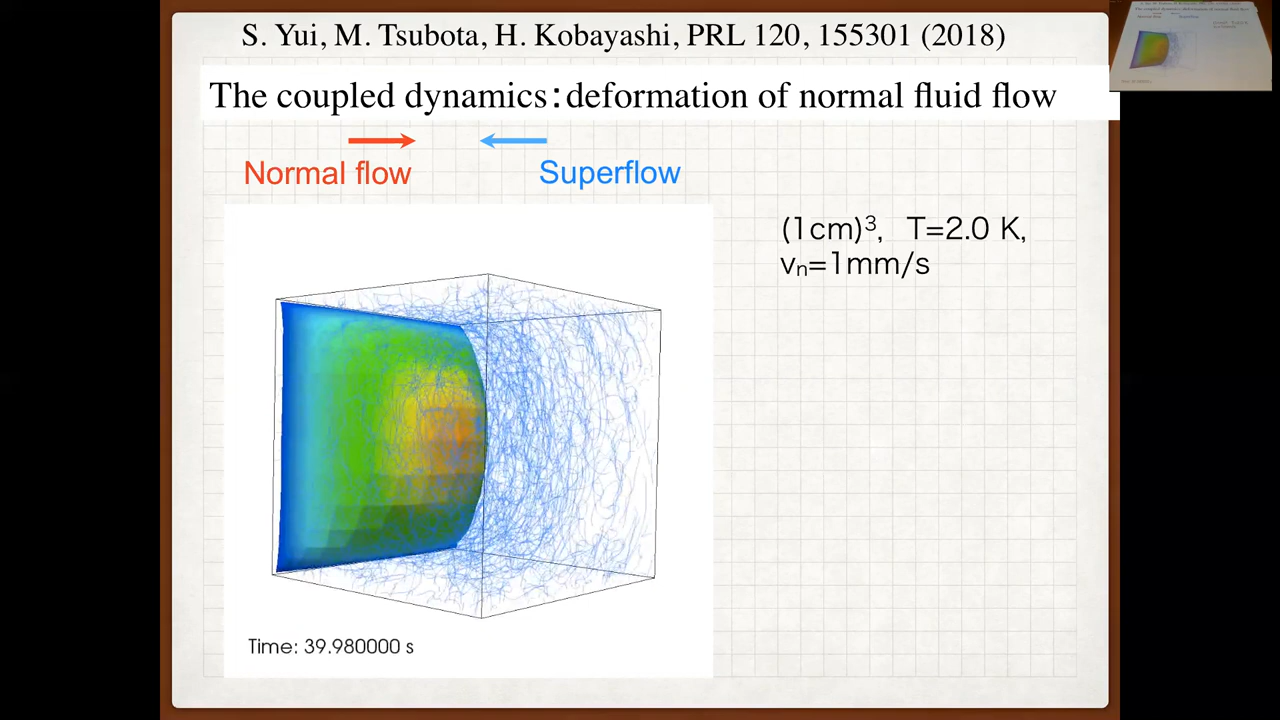 S. Yui, M. Tsubota, H. Kobayashi, PRL 120, 155301 (2018)
The coupled dynamics：deformation of normal fluid flow
Normal flow
Superflow
(1cm)³, T=2.0 K,
vₙ=1mm/s
Time: 39.980000 s